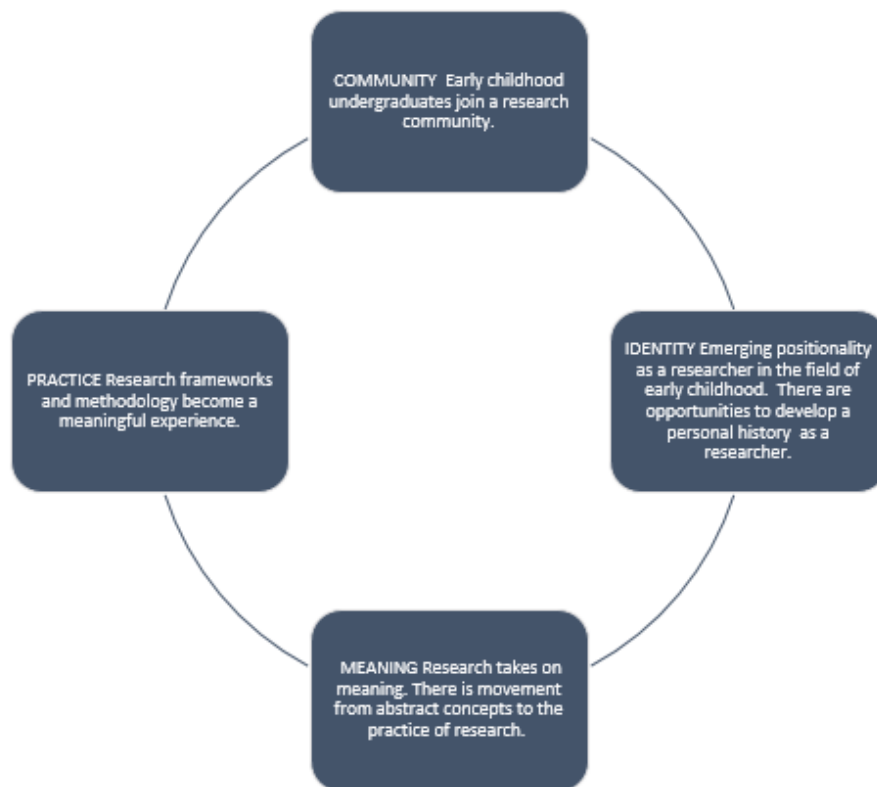 COMMUNITY  Early childhood
undergraduates join a research
community.
IDENTITY Emerging positionality
as a researcher in the field of
early childhood.  There are
opportunities to develop a
personal history  as a
researcher.
MEANING Research takes on
meaning. There is movement
from abstract concepts to the
practice of research.
PRACTICE Research frameworks
and methodology become a
meaningful experience.